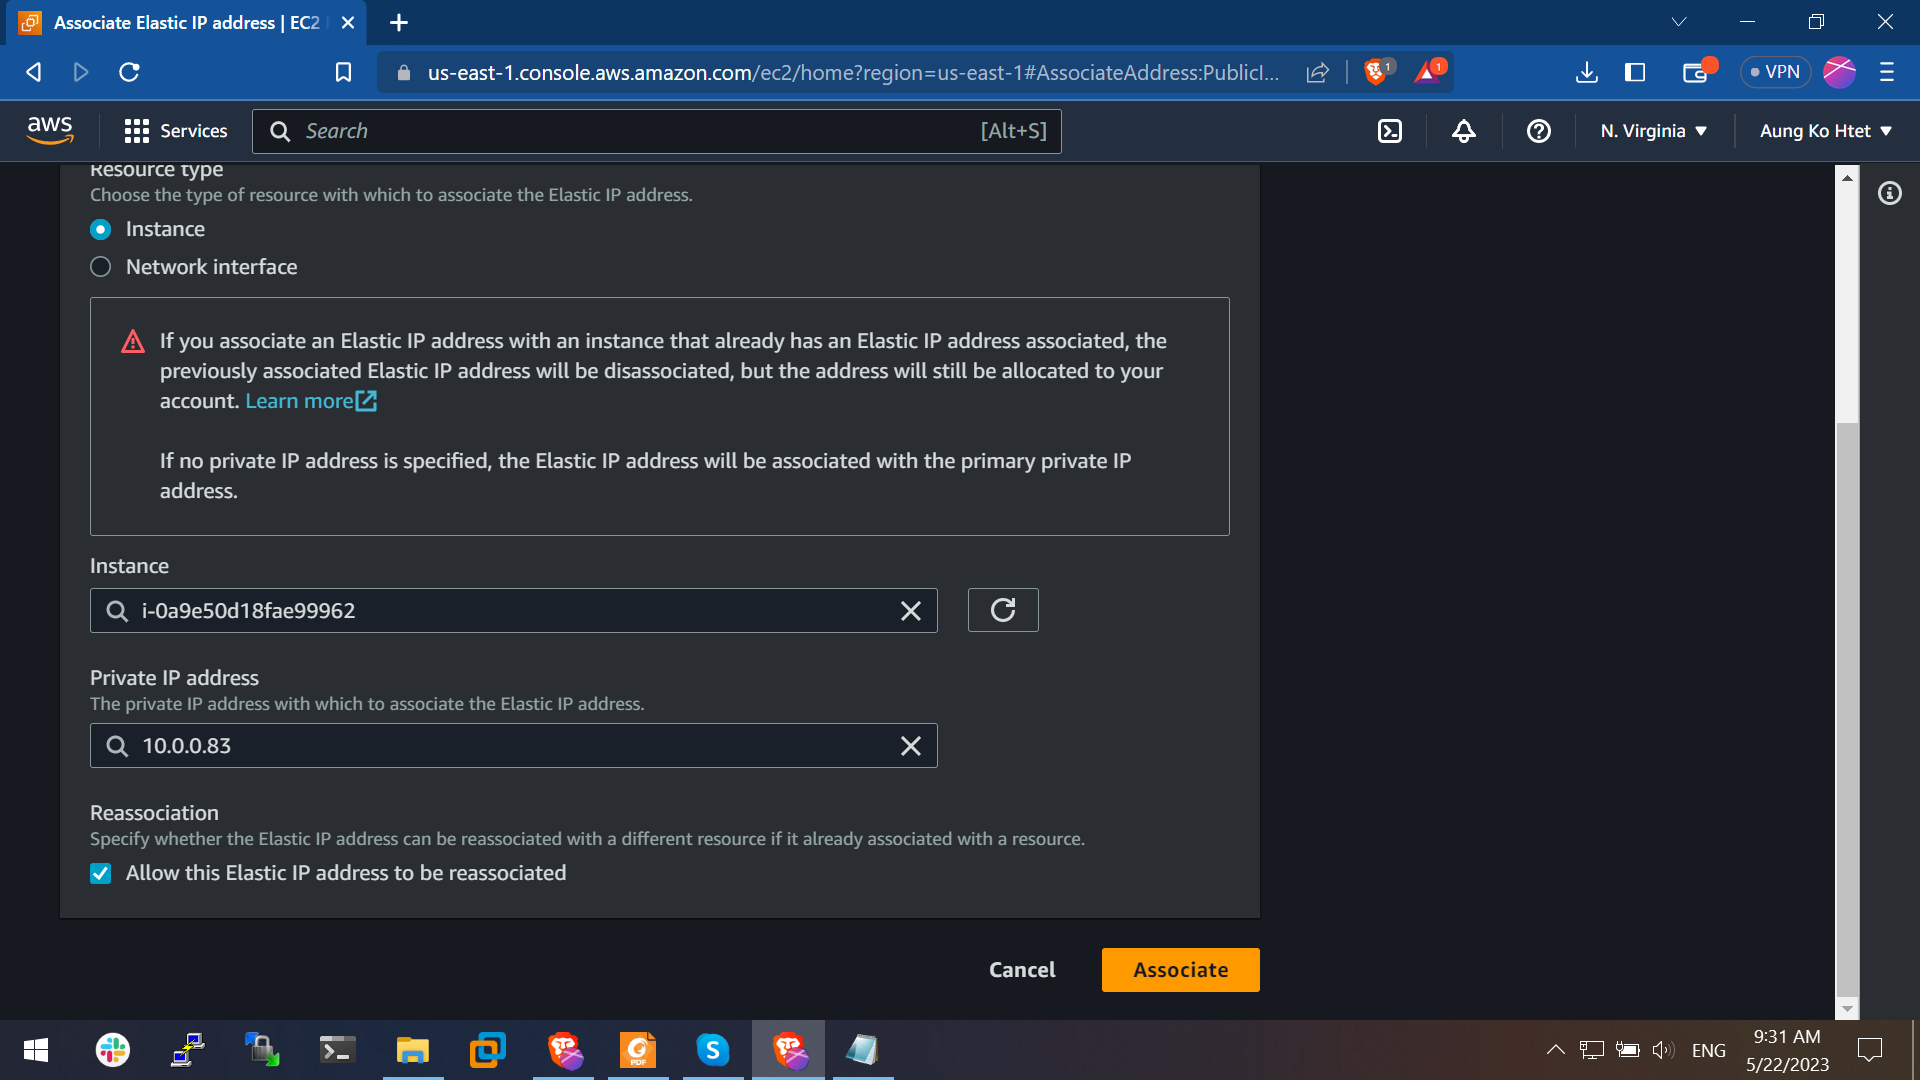 Associate Elastic IP address | EC2
us-east-1.console.aws.amazon.com/ec2/home?region=us-east-1#AssociateAddress:PublicI...
1
1
VPN
aws
Services
Search
[Alt+S]
N. Virginia
Aung Ko Htet
Resource type
Choose the type of resource with which to associate the Elastic IP address.
Instance
Network interface
If you associate an Elastic IP address with an instance that already has an Elastic IP address associated, the
previously associated Elastic IP address will be disassociated, but the address will still be allocated to your
account. Learn more
If no private IP address is specified, the Elastic IP address will be associated with the primary private IP
address.
Instance
i-0a9e50d18fae99962
Private IP address
The private IP address with which to associate the Elastic IP address.
10.0.0.83
Reassociation
Specify whether the Elastic IP address can be reassociated with a different resource if it already associated with a resource.
Allow this Elastic IP address to be reassociated
Cancel
Associate
PDF
S
ENG
9:31 AM
5/22/2023